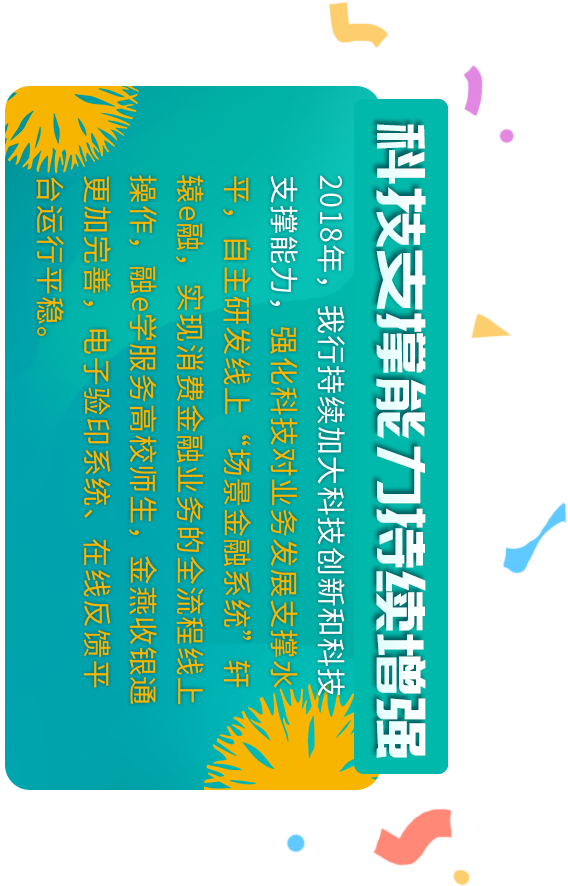 科技支撑能力持续增强
2018年，我行持续加大科技创新和科技
支撑能力，强化科技对业务发展支撑水
平，自主研发线上“场景金融系统”轩
辕e融，实现消费金融业务的全流程线上
操作，融e学服务高校师生，金燕收银通
更加完善，电子验印系统、在线反馈平
台运行平稳。